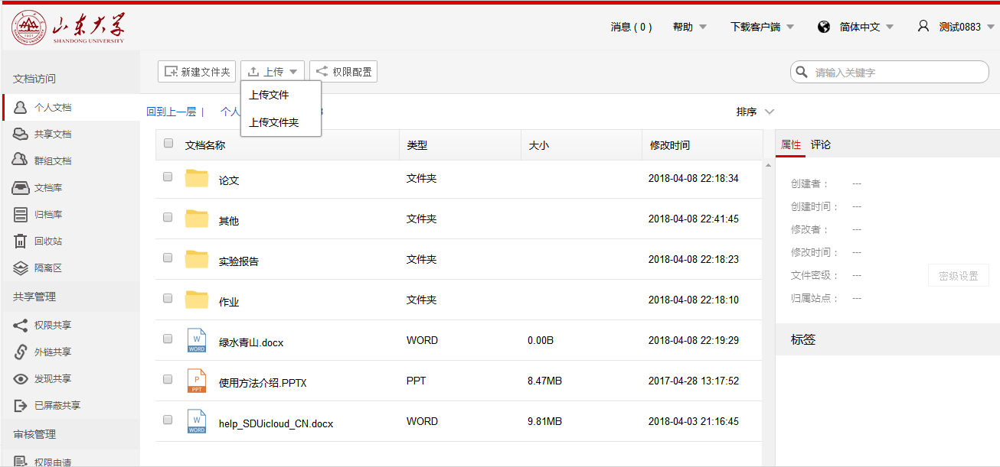 山东大学
SHANDONG UNIVERSITY
消息 ( 0 ) 帮助 下载客户端 简体中文 测试0883
文档访问
个人文档
共享文档
群组文档
文档库
归档库
回收站
隔离区
共享管理
权限共享
外链共享
发现共享
已屏蔽共享
审核管理
权限申请
新建文件夹 上传 权限配置
请输入关键字
上传文件
上传文件夹
回到上一层 | 个人
排序
文档名称 类型 大小 修改时间
论文 文件夹 2018-04-08 22:18:34
其他 文件夹 2018-04-08 22:41:45
实验报告 文件夹 2018-04-08 22:18:23
作业 文件夹 2018-04-08 22:18:10
W WORD 绿水青山.docx WORD 0.00B 2018-04-08 22:19:29
P PPT 使用方法介绍.PPTX PPT 8.47MB 2017-04-28 13:17:52
W WORD help_SDUicloud_CN.docx WORD 9.81MB 2018-04-03 21:16:45
属性 评论
创建者： ---
创建时间： ---
修改者： ---
修改时间： ---
文件密级： --- 密级设置
归属站点： ---
标签